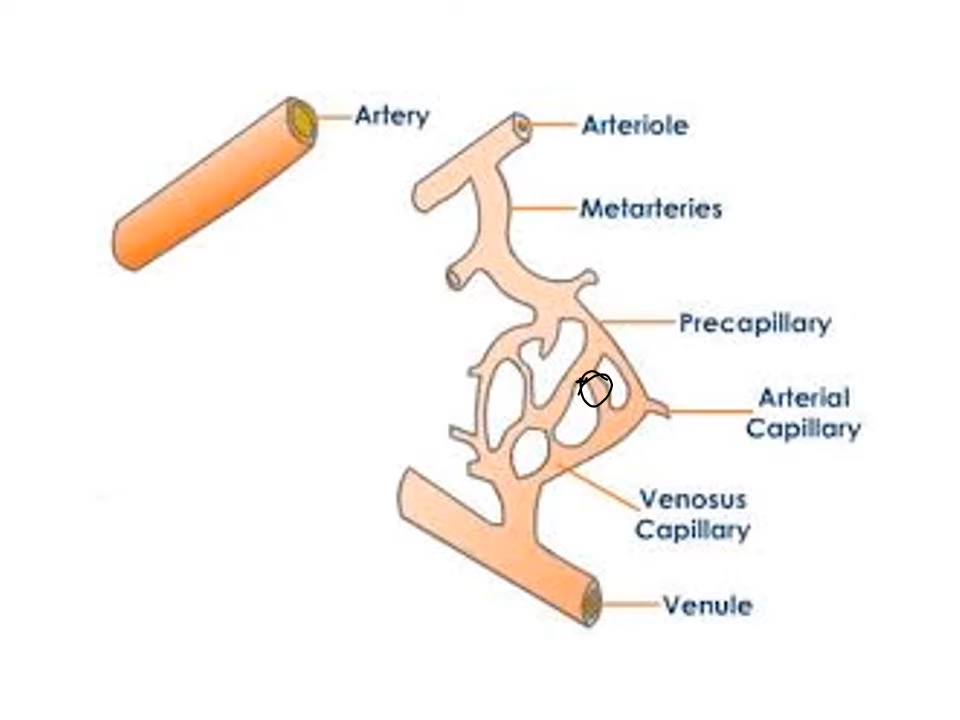 Artery
Arteriole
Metarteries
Precapillary
Arterial
Capillary
Venosus
Capillary
Venule